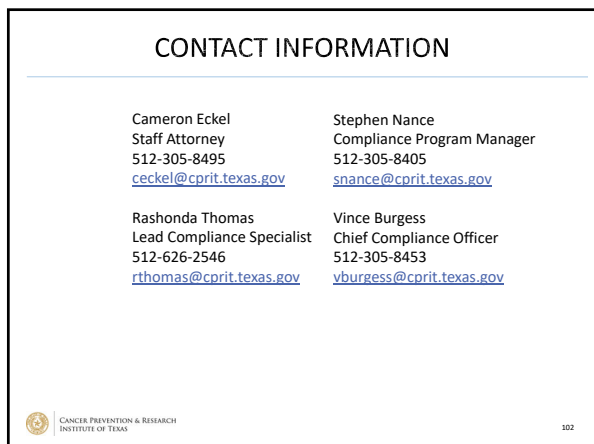 CONTACT INFORMATION
Cameron Eckel
Staff Attorney
512-305-8495
ceckel@cprit.texas.gov
Stephen Nance
Compliance Program Manager
512-305-8405
snance@cprit.texas.gov
Rashonda Thomas
Lead Compliance Specialist
512-626-2546
rthomas@cprit.texas.gov
Vince Burgess
Chief Compliance Officer
512-305-8453
vburgess@cprit.texas.gov
CANCER PREVENTION & RESEARCH
INSTITUTE OF TEXAS
102